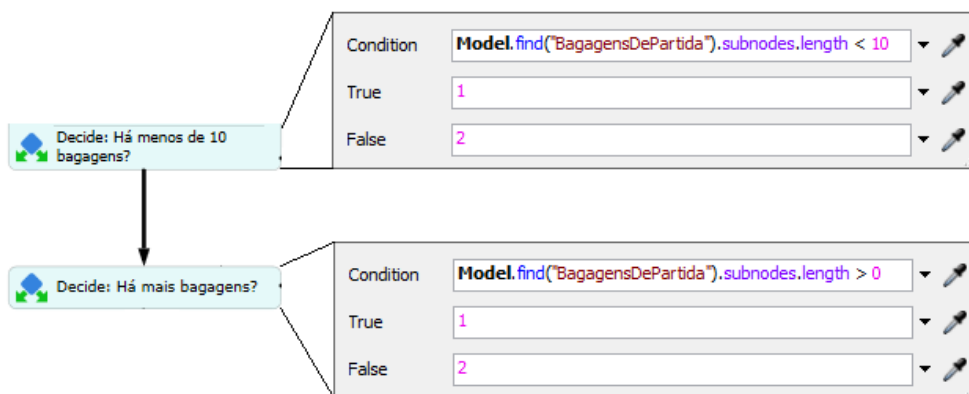 Condition
Model.find("BagagensDePartida").subnodes.length < 10
True
1
False
2
Decide: Há menos de 10
bagagens?
Decide: Há mais bagagens?
Condition
Model.find("BagagensDePartida").subnodes.length > 0
True
1
False
2